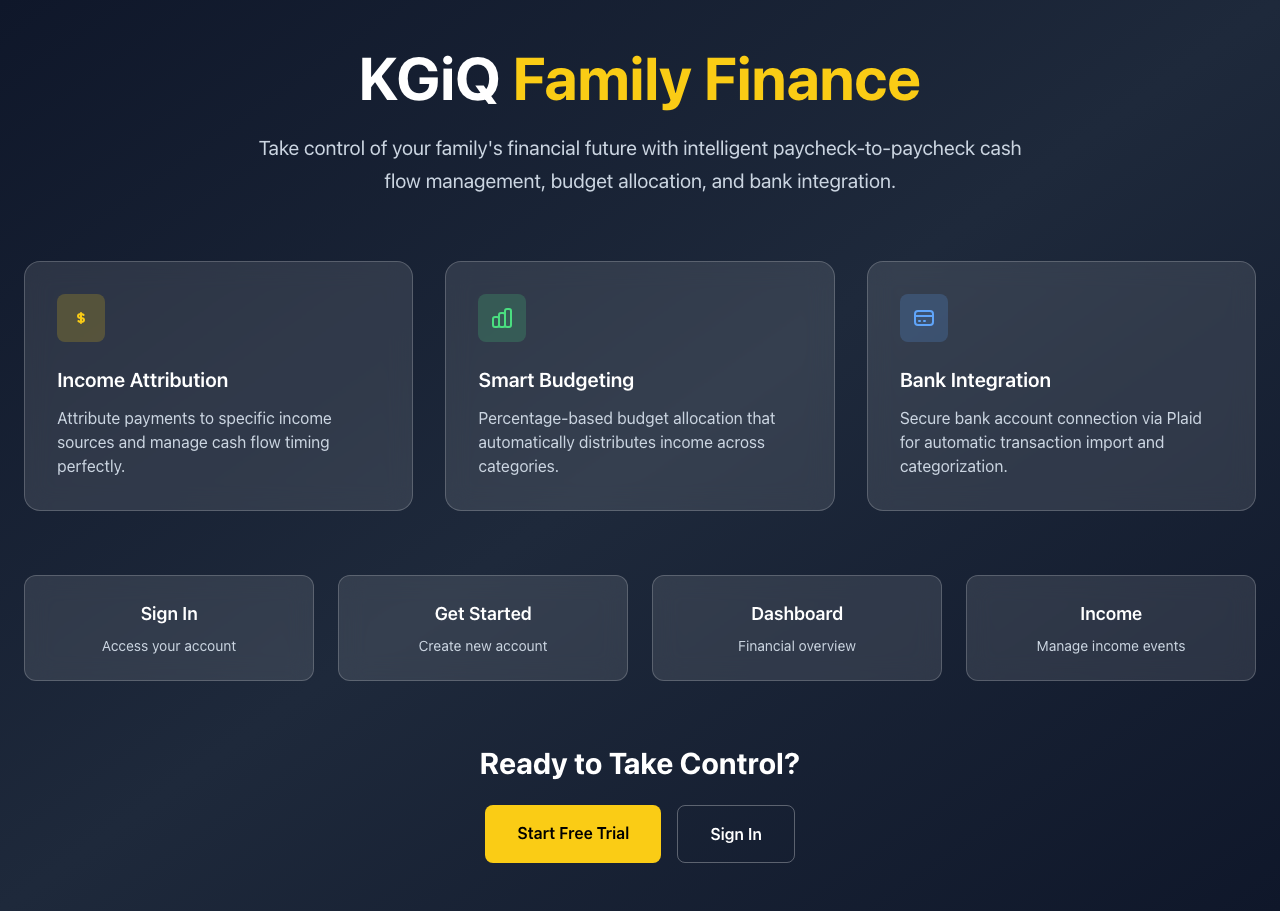 KGiQ Family Finance
Take control of your family's financial future with intelligent paycheck-to-paycheck cash
flow management, budget allocation, and bank integration.
$
Income Attribution
Attribute payments to specific income
sources and manage cash flow timing
perfectly.
Smart Budgeting
Percentage-based budget allocation that
automatically distributes income across
categories.
Bank Integration
Secure bank account connection via Plaid
for automatic transaction import and
categorization.
Sign In
Access your account
Get Started
Create new account
Dashboard
Financial overview
Income
Manage income events
Ready to Take Control?
Start Free Trial
Sign In